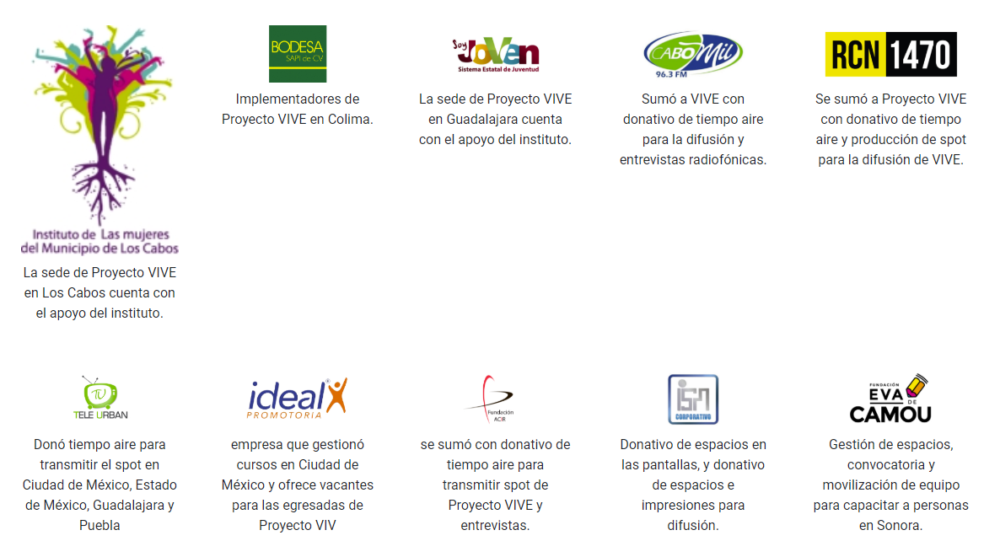 Instituto de Las mujeres
del Municipio de Los Cabos
La sede de Proyecto VIVE
en Los Cabos cuenta con
el apoyo del instituto.
BODESA
SAPI de CV
Implementadores de
Proyecto VIVE en Colima.
Soy
JoVen
Sistema Estatal de Juventud
La sede de Proyecto VIVE
en Guadalajara cuenta
con el apoyo del instituto.
CABO Mil
96.3 FM
Sumó a VIVE con
donativo de tiempo aire
para la difusión y
entrevistas radiofónicas.
RCN 1470
Se sumó a Proyecto VIVE
con donativo de tiempo
aire y producción de spot
para la difusión de VIVE.
TV
TELE URBAN
Donó tiempo aire para
transmitir el spot en
Ciudad de México, Estado
de México, Guadalajara y
Puebla
ideal®
PROMOTORIA
empresa que gestionó
cursos en Ciudad de
México y ofrece vacantes
para las egresadas de
Proyecto VIV
Fundación
ACIR
se sumó con donativo de
tiempo aire para
transmitir spot de
Proyecto VIVE y
entrevistas.
isa
CORPORATIVO
Donativo de espacios en
las pantallas, y donativo
de espacios e
impresiones para
difusión.
FUNDACIÓN
EVA
DE
CAMOU
Gestión de espacios,
convocatoria y
movilización de equipo
para capacitar a personas
en Sonora.